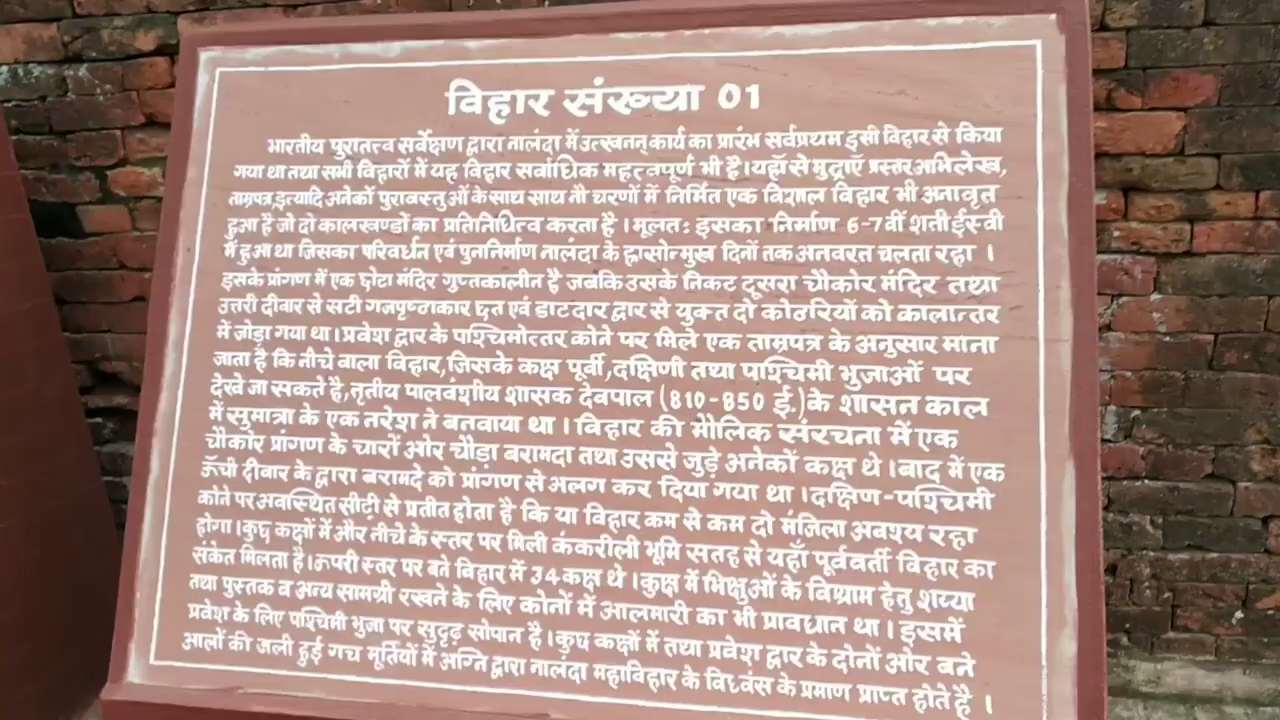 विहार संख्या 01
भारतीय पुरातत्त्व सर्वेक्षण द्वारा नालंदा में उत्खनन् कार्य का प्रारंभ सर्वप्रथम इसी विहार से किया
गया था तथा सभी विहारों में यह विहार सर्वाधिक महत्वपूर्ण भी है। यहाँ से मुद्राएँ प्रस्तर अभिलेख,
ताम्रपत्र, इत्यादि अनेकों पुरावस्तुओं के साथ साथ नौ चरणों में निर्मित एक विशाल विहार भी अनावृत
हुआ है जो दो कालखण्डों का प्रतिनिधित्व करता है । मूलतः इसका निर्माण 6-7वीं शती ईस्वी
में हुआ था जिसका परिवर्धन एवं पुननिर्माण नालंदा के ह्रासोन्मुख दिनों तक अनवरत चलता रहा ।
इसके प्रांगण में एक छोटा मंदिर गुप्तकालीन है जबकि उसके निकट दूसरा चौकोर मंदिर तथा
उत्तरी दीवार से सटी गजपृष्ठाकार छत एवं डाटदार द्वार से युक्त दो कोठरियों को कालान्तर
में जोड़ा गया था । प्रवेश द्वार के पश्चिमोत्तर कोने पर मिले एक ताम्रपत्र के अनुसार माना
जाता है कि नीचे वाला विहार, जिसके कक्ष पूर्वी, दक्षिणी तथा पश्चिमी भुजाओं पर
देखे जा सकते है, तृतीय पालवंशीय शासक देवपाल (810-850 ई.) के शासन काल
में सुमात्रा के एक नरेश ने बनवाया था । विहार की मौलिक संरचना में एक
चौकोर प्रांगण के चारों ओर चौड़ा बरामदा तथा उससे जुड़े अनेकों कक्ष थे । बाद में एक
ऊँची दीवार के द्वारा बरामदे को प्रांगण से अलग कर दिया गया था । दक्षिण-पश्चिमी
कोने पर अवस्थित सीढ़ी से प्रतीत होता है कि या विहार कम से कम दो मंजिला अवश्य रहा
होगा । कुछ कक्षों में और नीचे के स्तर पर मिली कंकरीली भूमि सतह से यहाँ पूर्ववर्ती विहार का
संकेत मिलता है । ऊपरी स्तर पर बने विहार में 34 कक्ष थे । कुक्ष में भिक्षुओं के विश्राम हेतु शय्या
तथा पुस्तक व अन्य सामग्री रखने के लिए कोनों में आलमारी का भी प्रावधान था । इसमें
प्रवेश के लिए पश्चिमी भुजा पर सुदृढ़ सोपान है । कुछ कक्षों में तथा प्रवेश द्वार के दोनों ओर बने
आलों की जली हुई गच मूर्तियों में अग्नि द्वारा नालंदा महाविहार के विध्वंस के प्रमाण प्राप्त होते है ।